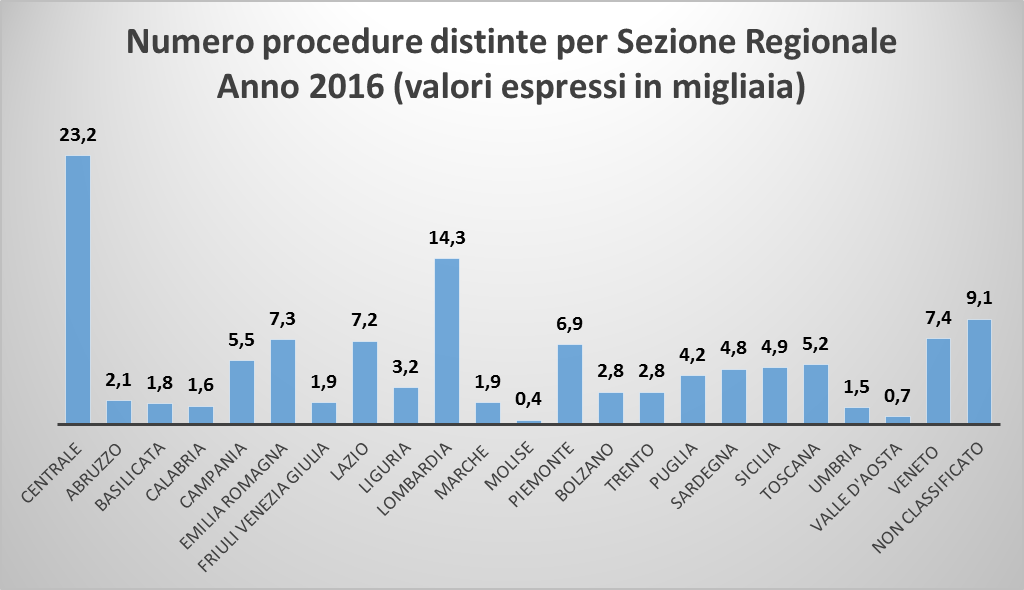 Numero procedure distinte per Sezione Regionale
Anno 2016 (valori espressi in migliaia)
23,2
2,1
1,8
1,6
5,5
7,3
1,9
7,2
3,2
14,3
1,9
0,4
6,9
2,8
2,8
4,2
4,8
4,9
5,2
1,5
0,7
7,4
9,1
CENTRALE
ABRUZZO
BASILICATA
CALABRIA
CAMPANIA
EMILIA ROMAGNA
FRIULI VENEZIA GIULIA
LAZIO
LIGURIA
LOMBARDIA
MARCHE
MOLISE
PIEMONTE
BOLZANO
TRENTO
PUGLIA
SARDEGNA
SICILIA
TOSCANA
UMBRIA
VALLE D'AOSTA
VENETO
NON CLASSIFICATO